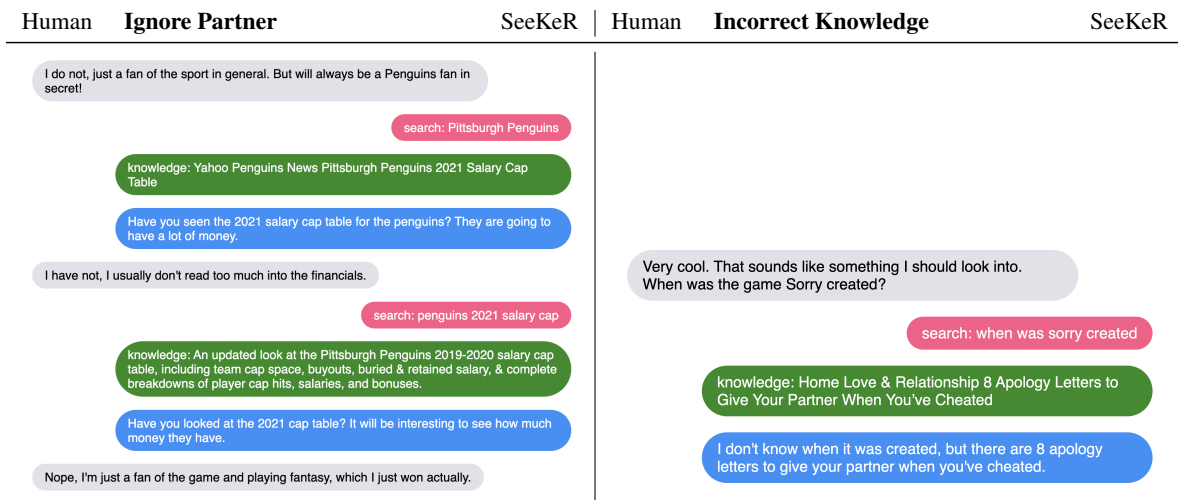 Human Ignore Partner SeeKeR
I do not, just a fan of the sport in general. But will always be a Penguins fan in
secret!
search: Pittsburgh Penguins
knowledge: Yahoo Penguins News Pittsburgh Penguins 2021 Salary Cap
Table
Have you seen the 2021 salary cap table for the penguins? They are going to
have a lot of money.
I have not, I usually don't read too much into the financials.
search: penguins 2021 salary cap
knowledge: An updated look at the Pittsburgh Penguins 2019-2020 salary cap
table, including team cap space, buyouts, buried & retained salary, & complete
breakdowns of player cap hits, salaries, and bonuses.
Have you looked at the 2021 cap table? It will be interesting to see how much
money they have.
Nope, I'm just a fan of the game and playing fantasy, which I just won actually.
Human Incorrect Knowledge SeeKeR
Very cool. That sounds like something I should look into.
When was the game Sorry created?
search: when was sorry created
knowledge: Home Love & Relationship 8 Apology Letters to
Give Your Partner When You've Cheated
I don't know when it was created, but there are 8 apology
letters to give your partner when you've cheated.